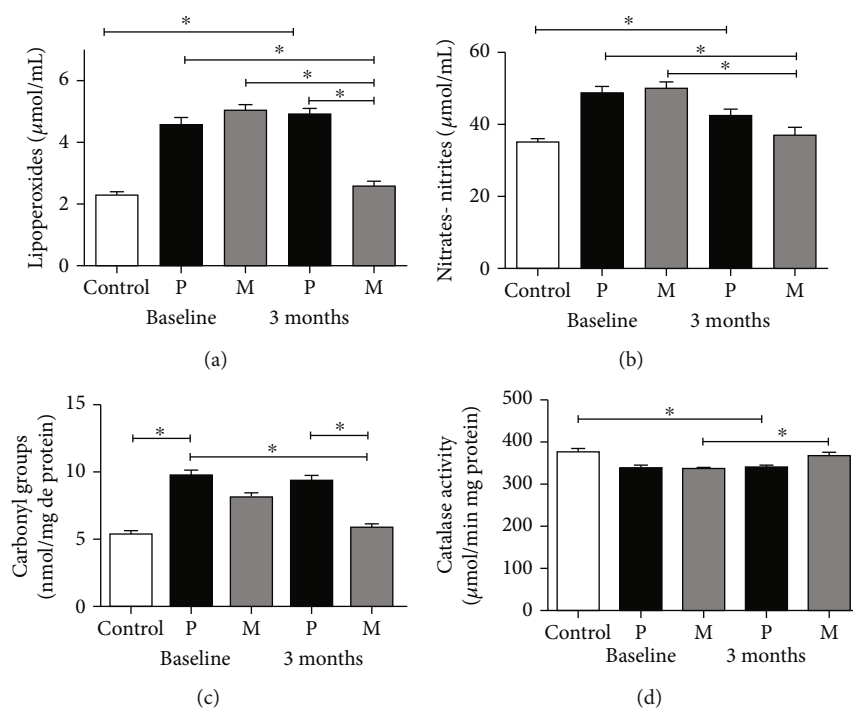 *
*
*
*
6
4
2
0
Lipoperoxides (µmol/mL)
Control P M P M
Baseline 3 months
(a)
*
*
*
60
40
20
0
Nitrates- nitrites (µmol/mL)
Control P M P M
Baseline 3 months
(b)
*
*
*
15
10
5
0
Carbonyl groups
(nmol/mg de protein)
Control P M P M
Baseline 3 months
(c)
*
*
500
400
300
200
100
0
Catalase activity
(µmol/min mg protein)
Control P M P M
Baseline 3 months
(d)